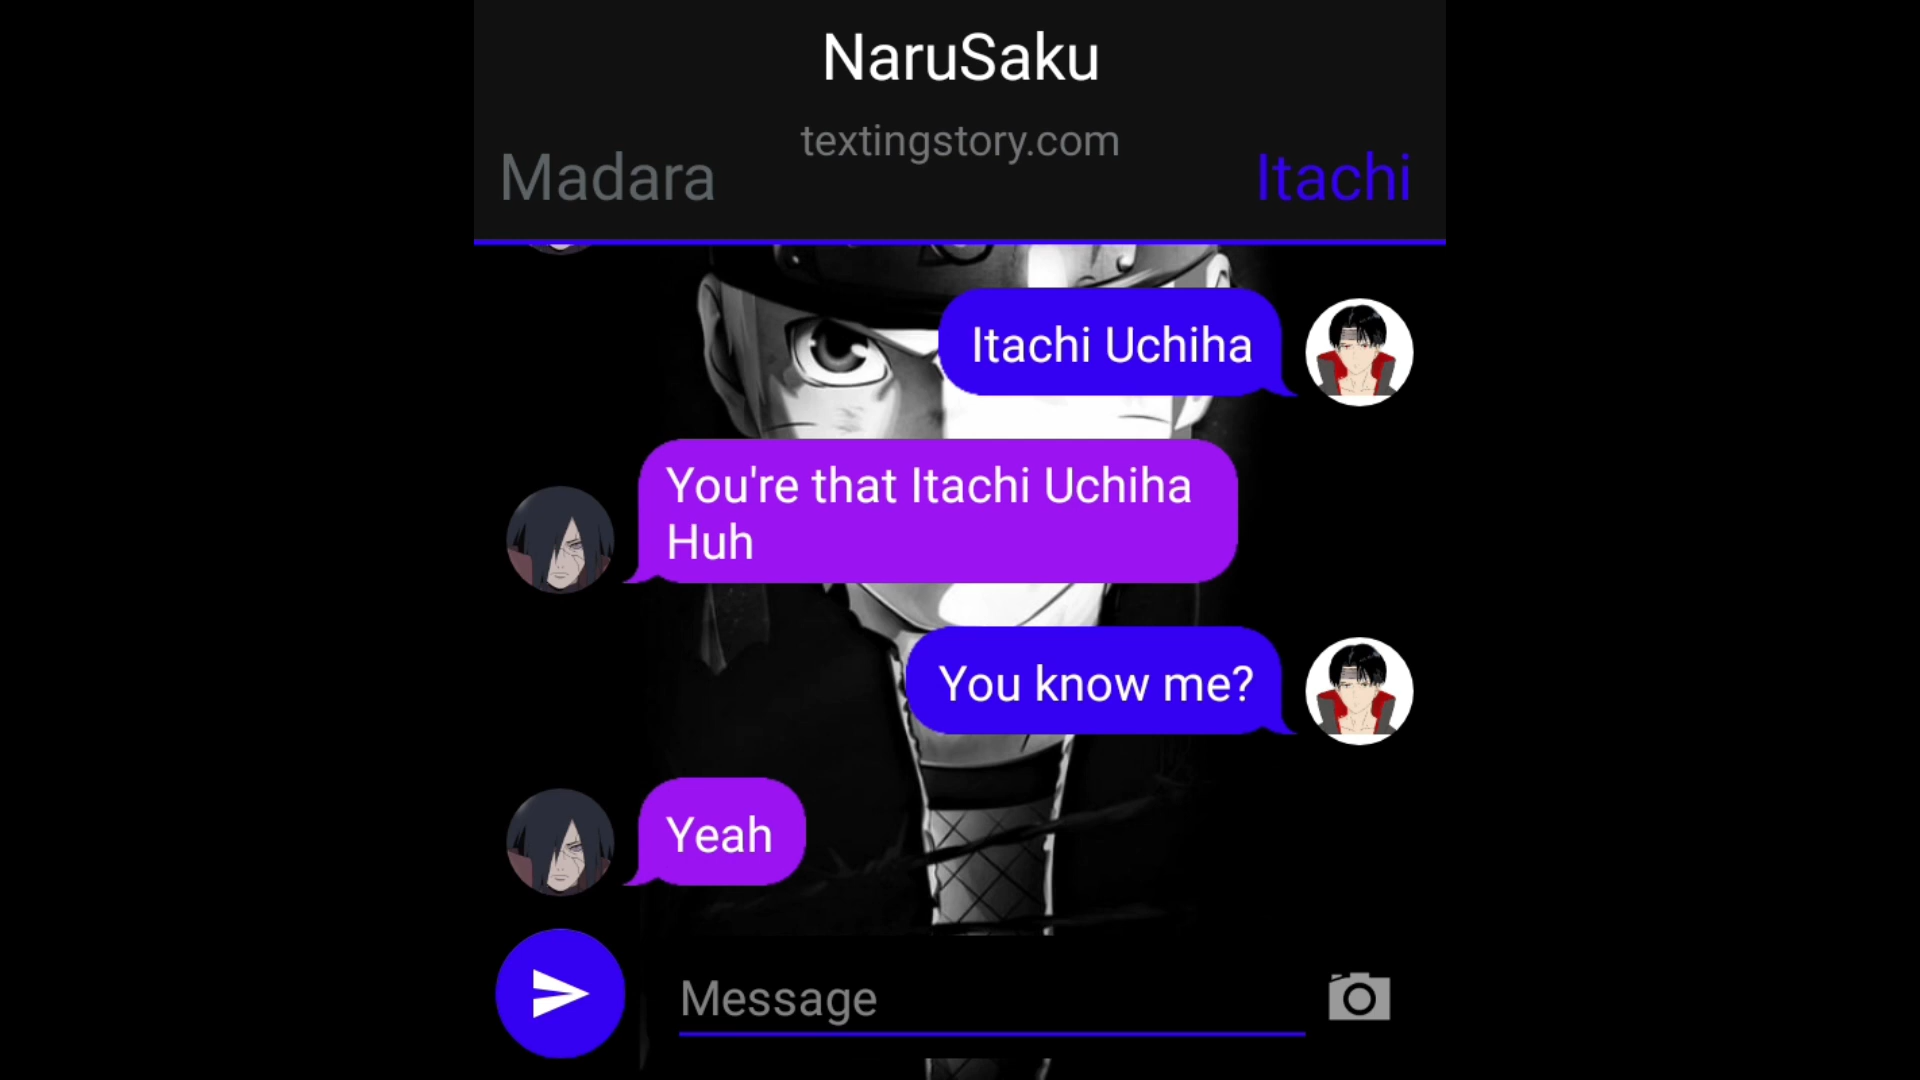 NaruSaku
textingstory.com
Madara
Itachi
Itachi Uchiha
You're that Itachi Uchiha
Huh
You know me?
Yeah
Message